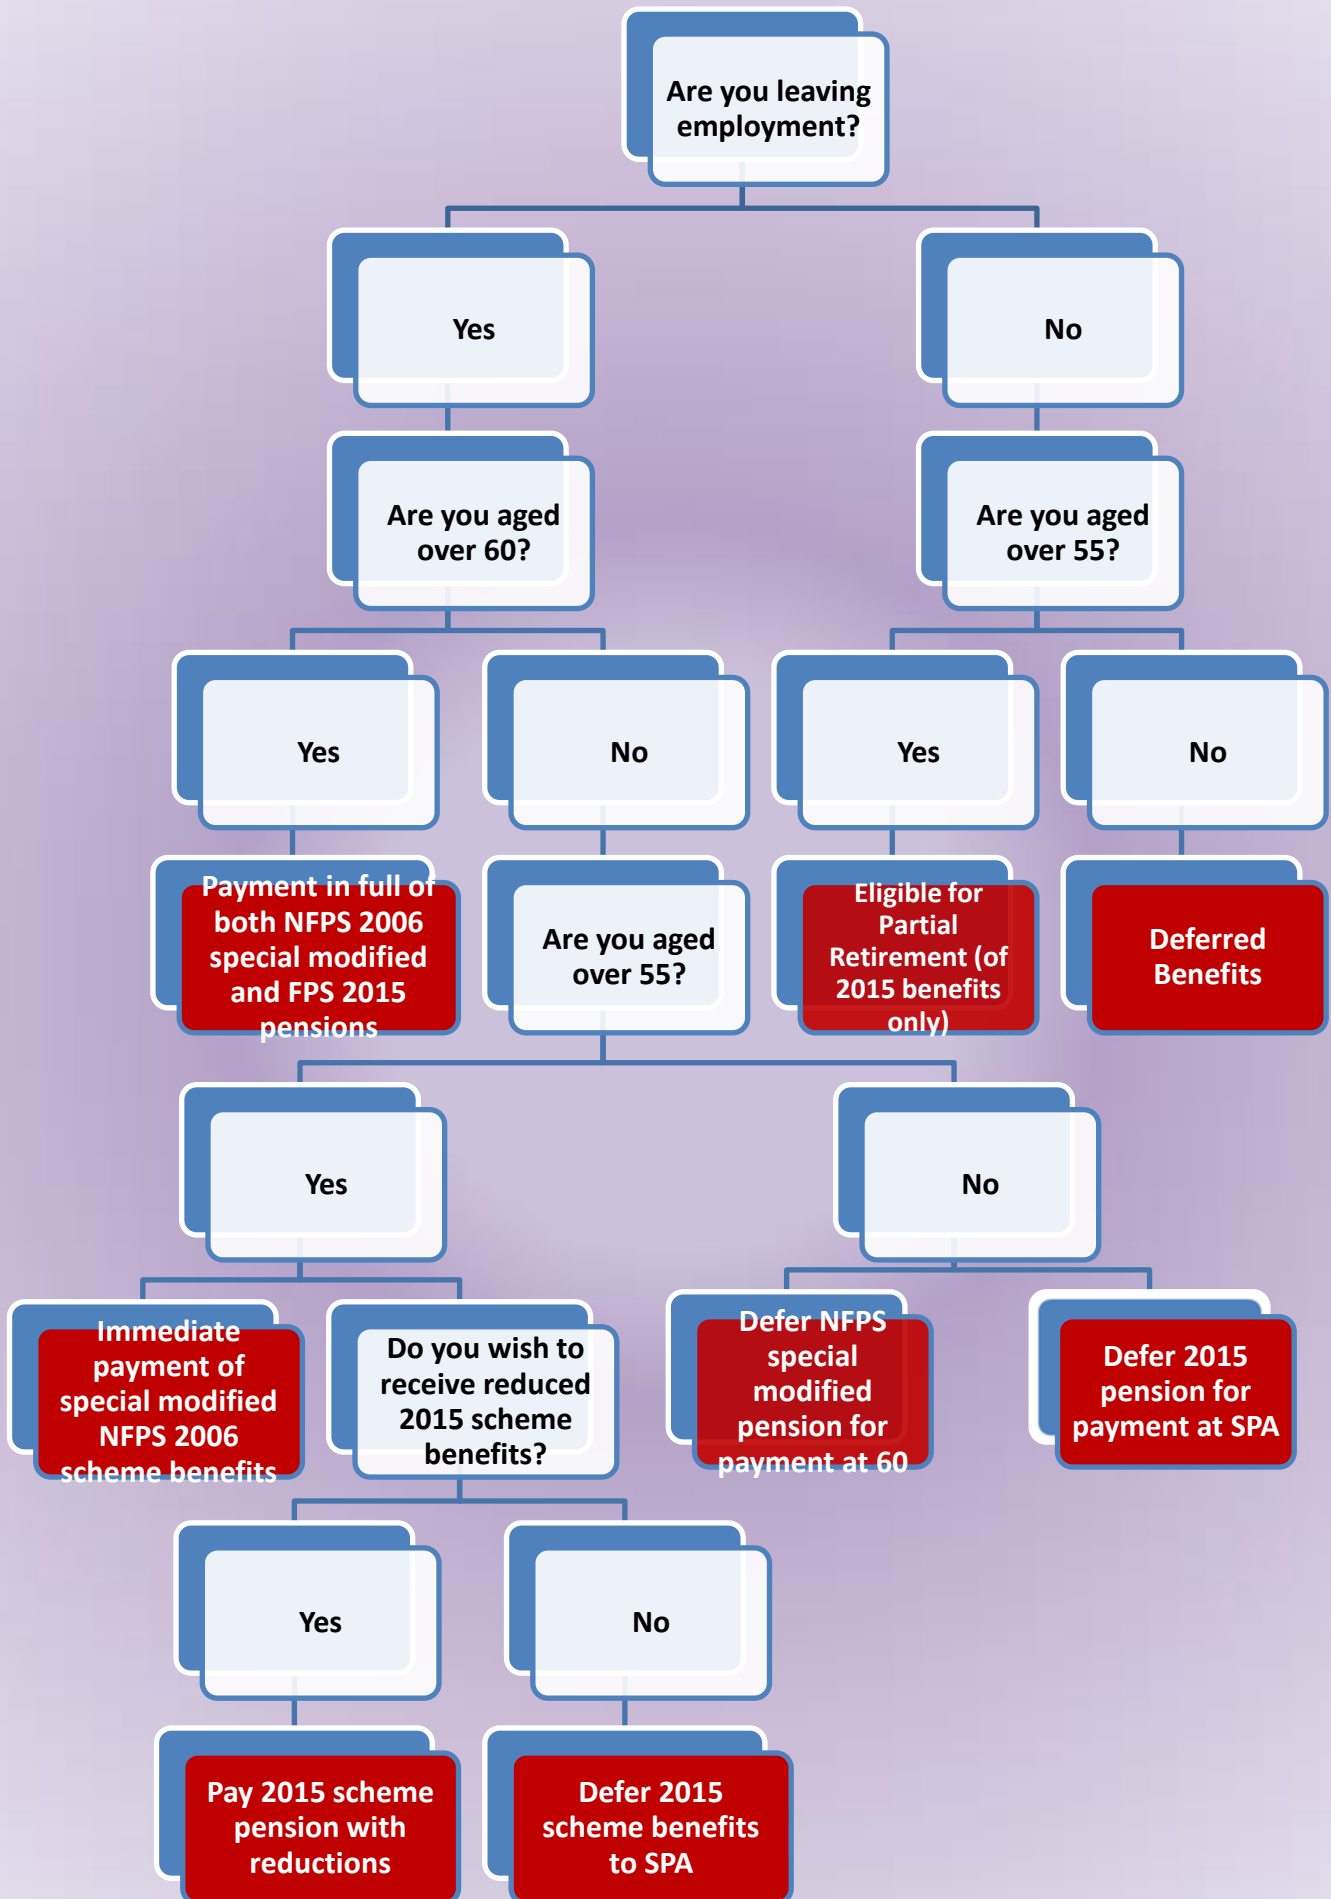 Are you leaving
employment?
Yes
No
Are you aged
over 60?
Are you aged
over 55?
Yes
No
Yes
No
Payment in full of
both NFPS 2006
special modified
and FPS 2015
pensions
Are you aged
over 55?
Eligible for
Partial
Retirement (of
2015 benefits
only)
Deferred
Benefits
Yes
No
Immediate
payment of
special modified
NFPS 2006
scheme benefits
Do you wish to
receive reduced
2015 scheme
benefits?
Defer NFPS
special
modified
pension for
payment at 60
Defer 2015
pension for
payment at SPA
Yes
No
Pay 2015 scheme
pension with
reductions
Defer 2015
scheme benefits
to SPA